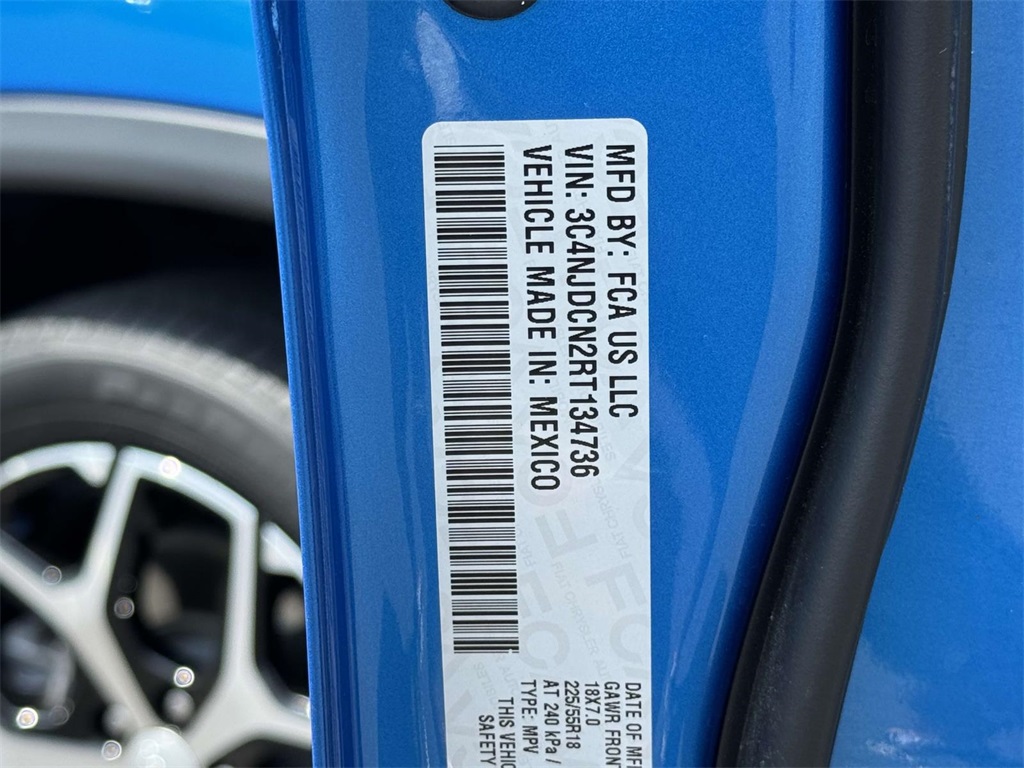 MFD BY: FCA US LLC
VIN: 3C4NJDCN2RT134736
VEHICLE MADE IN: MEXICO
DATE OF MF
GAWR FRONT
18X7.0
225/55R18
AT 240 kPa /
TYPE: MPV
THIS VEHIC
SAFETY